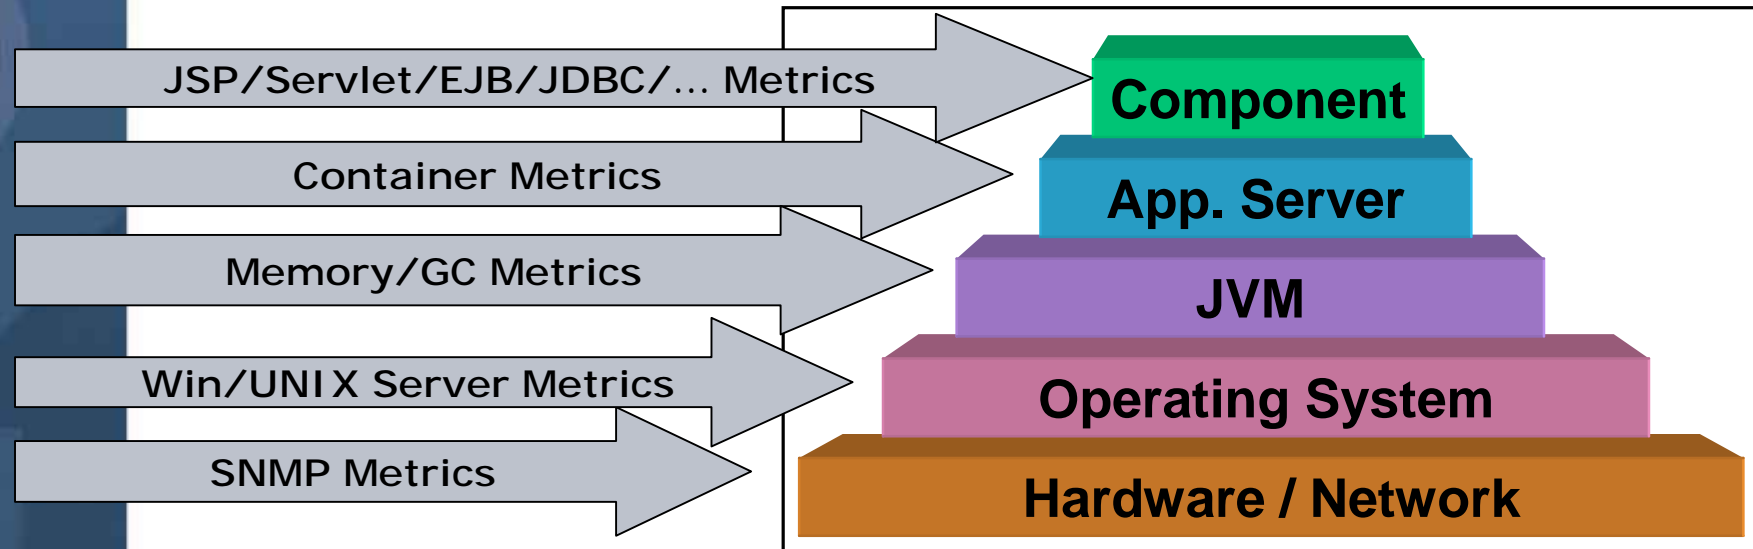 JSP/Servlet/EJB/JDBC/... Metrics
Component
Container Metrics
App. Server
Memory/GC Metrics
JVM
Win/UNIX Server Metrics
Operating System
SNMP Metrics
Hardware / Network